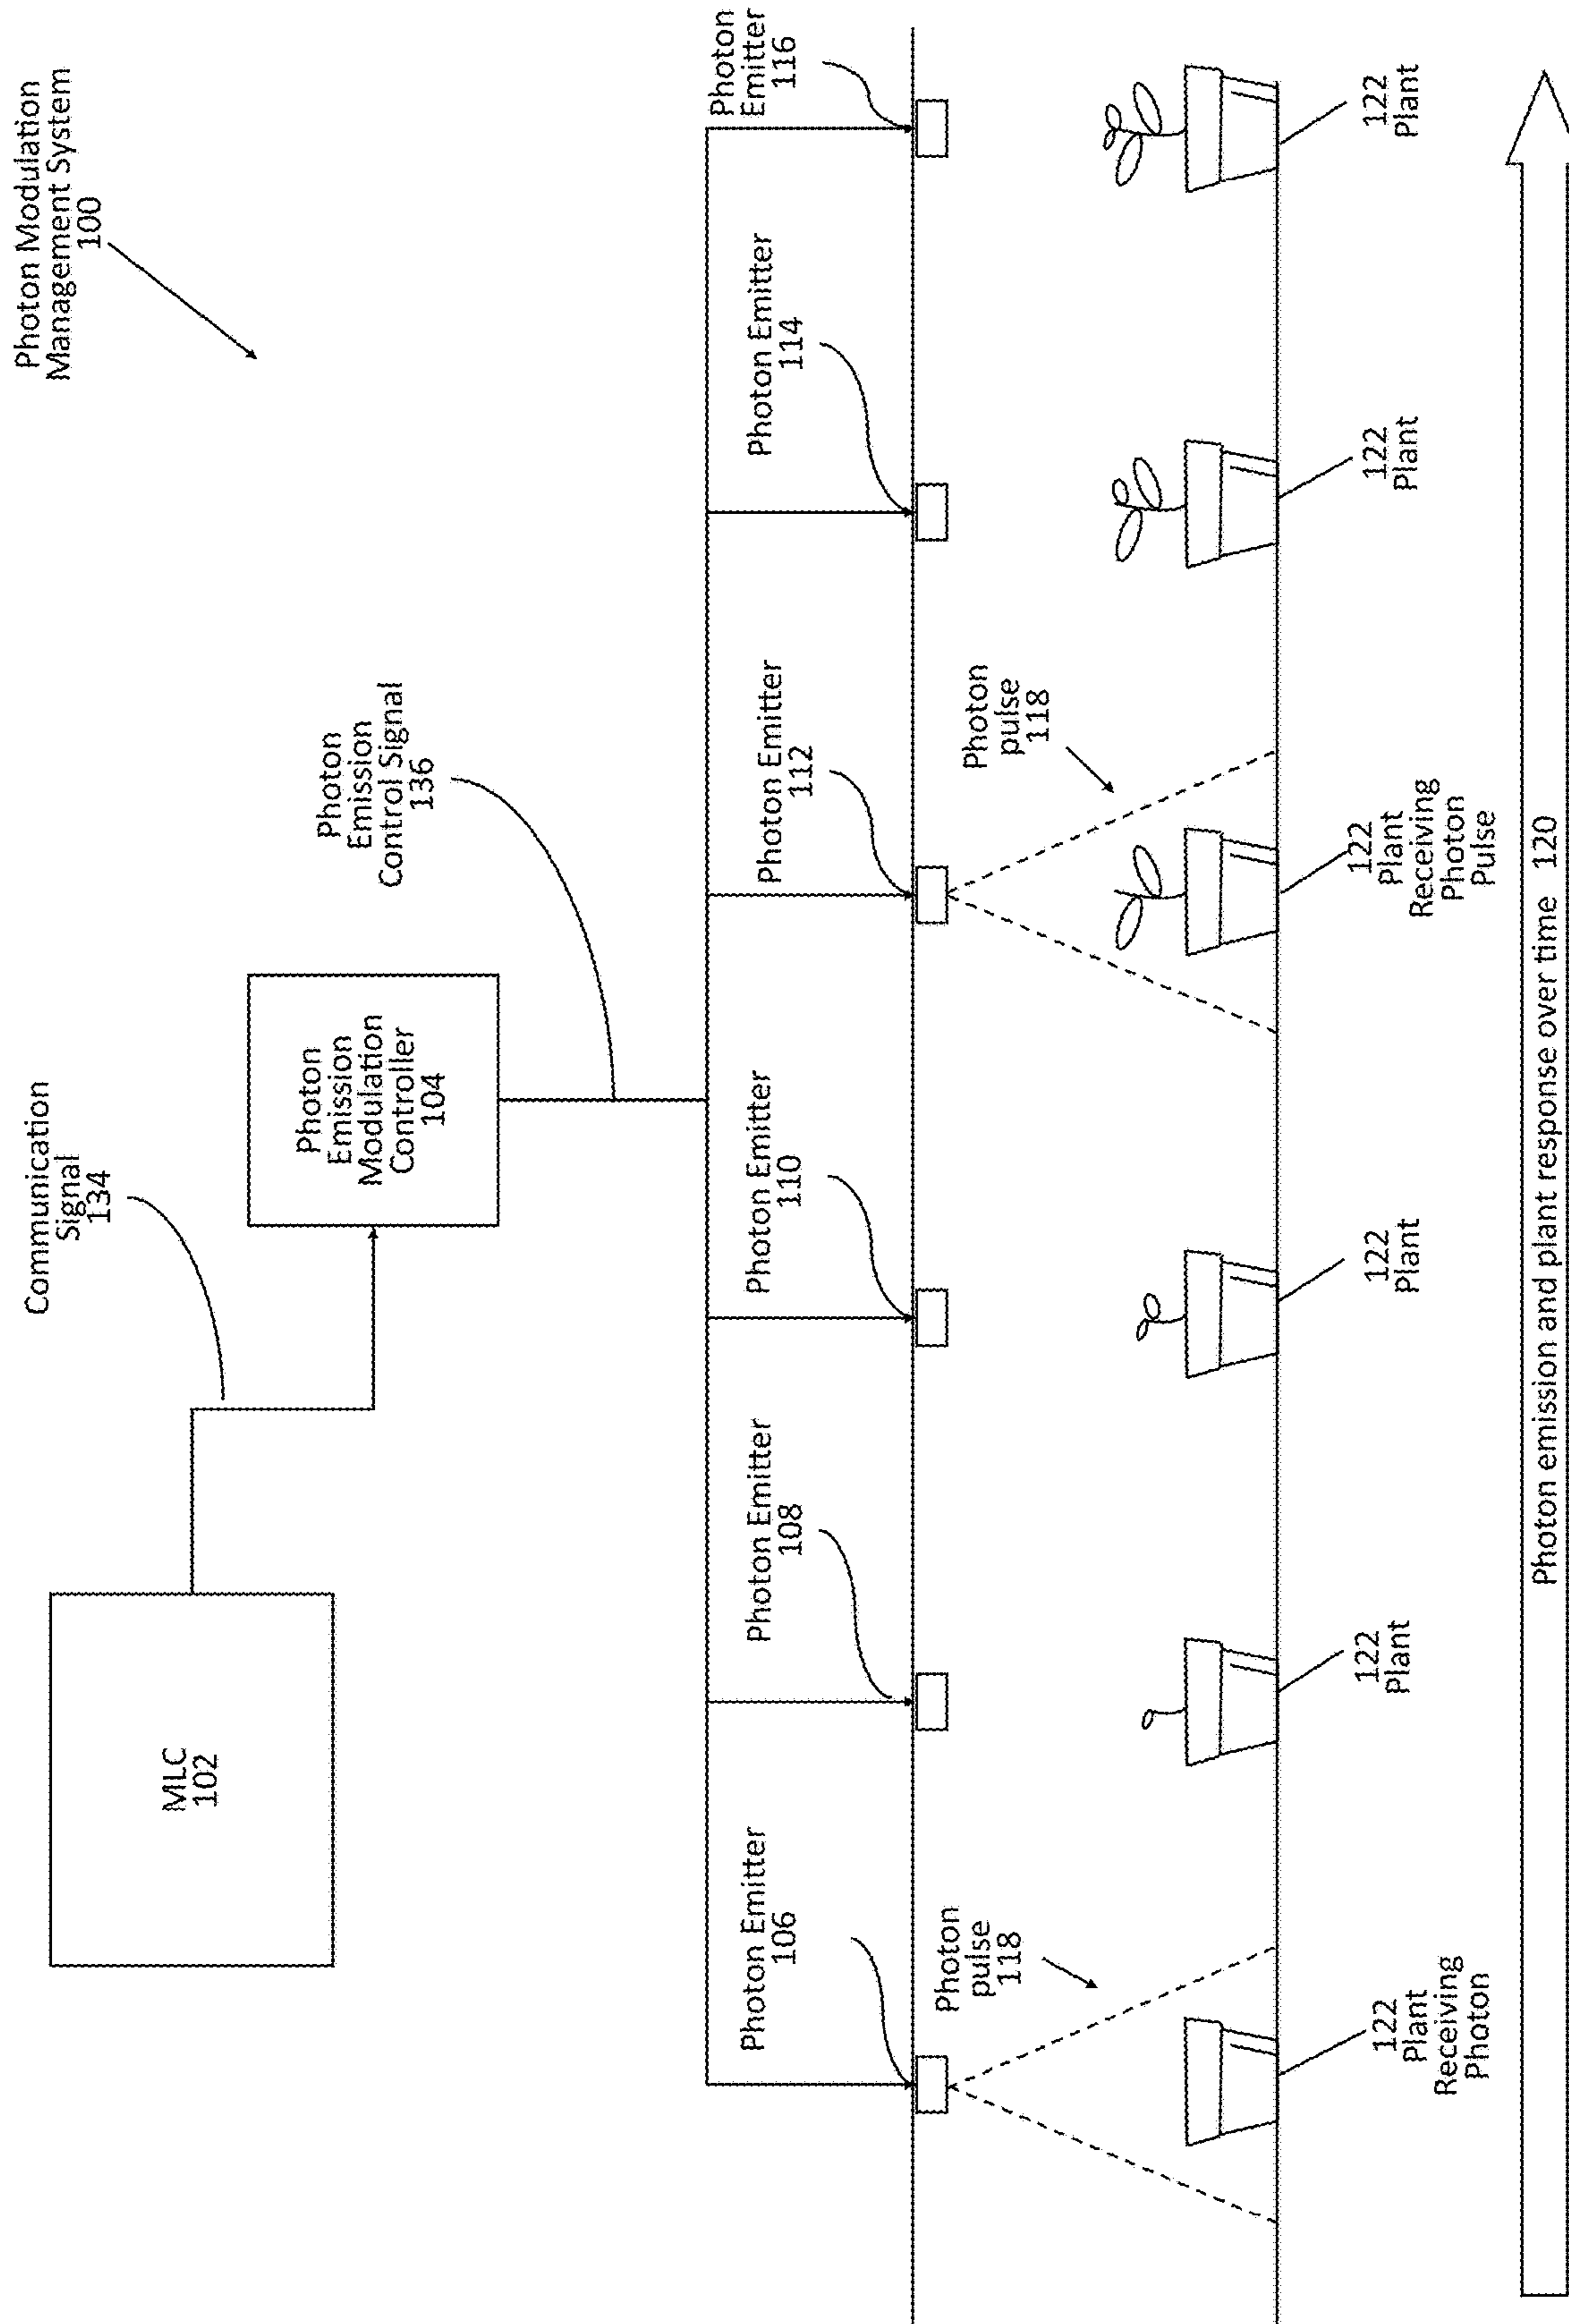 Photon Modulation
Management System
100
Communication
Signal
134
MLC
102
Photon
Emission
Modulation
Controller
104
Photon
Emission
Control Signal
136
Photon Emitter
106
Photon Emitter
108
Photon Emitter
110
Photon Emitter
112
Photon Emitter
114
Photon
Emitter
116
Photon
pulse
118
Photon
pulse
118
122
Plant
Receiving
Photon
122
Plant
122
Plant
122
Plant
Receiving
Photon
Pulse
122
Plant
122
Plant
Photon emission and plant response over time 120